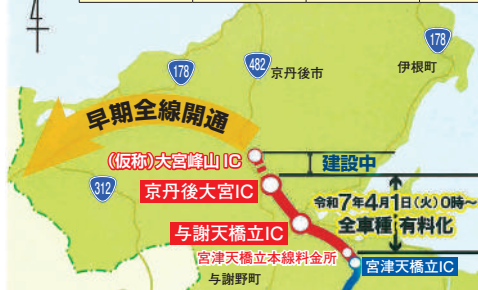 4
178
482
京丹後市
178
伊根町
早期全線開通
(仮称)大宮峰山IC
建設中
312
京丹後大宮IC
令和7年4月1日(火)0時～
全車種 有料化
与謝天橋立IC
宮津天橋立本線料金所
宮津天橋立IC
与謝野町